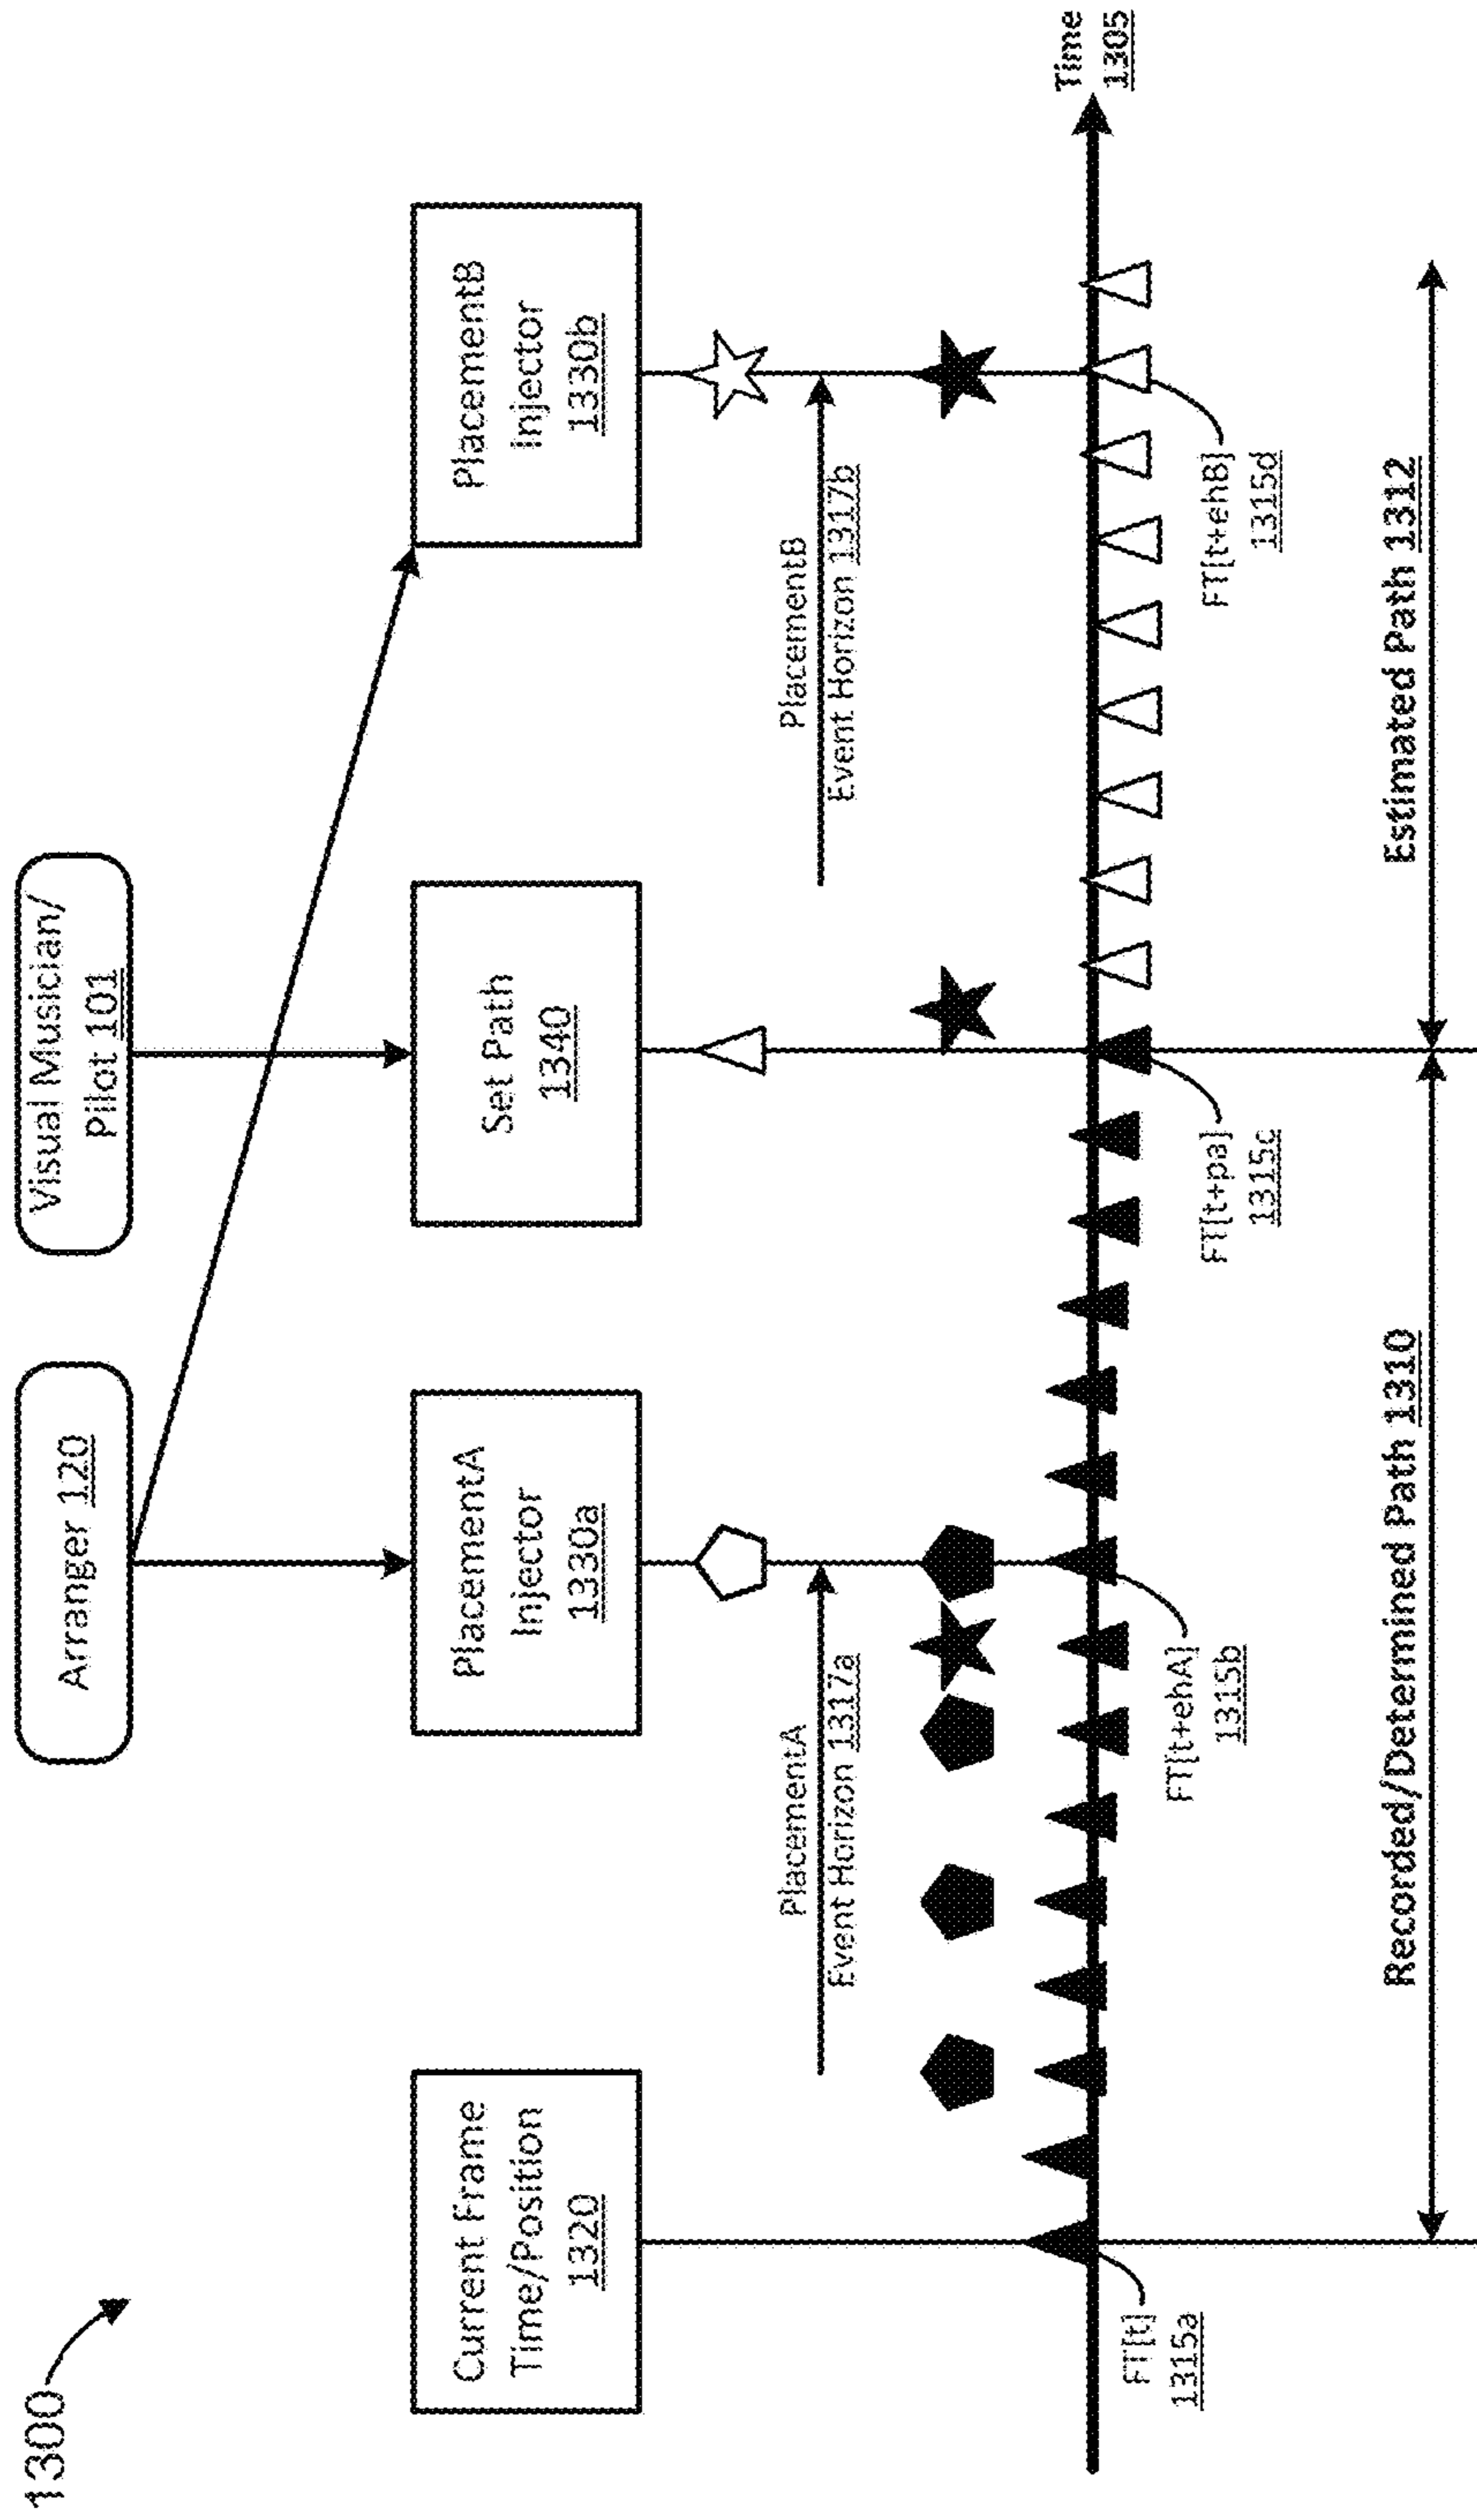 1300
Arranger 120
Visual Musician/
Pilot 101
Current Frame
Time/Position
1320
PlacementA
Injector
1330a
Set Path
1340
PlacementB
Injector
1330b
PlacementA
Event Horizon 1317a
PlacementB
Event Horizon 1317b
Time
1305
FT[t]
1315a
FT[t+ehA]
1315b
FT[t+pa]
1315c
FT[t+ehB]
1315d
Recorded/Determined Path 1310
Estimated Path 1312